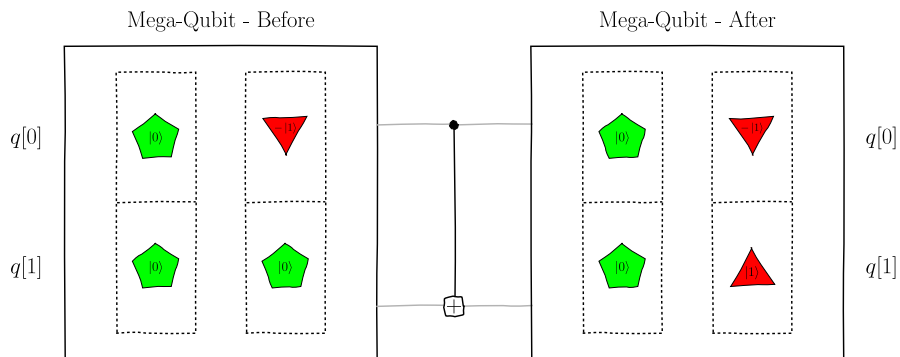 Mega-Qubit - Before
Mega-Qubit - After
q[0]
|0⟩
−|1⟩
|0⟩
−|1⟩
q[0]
q[1]
|0⟩
|0⟩
|0⟩
|1⟩
q[1]
+